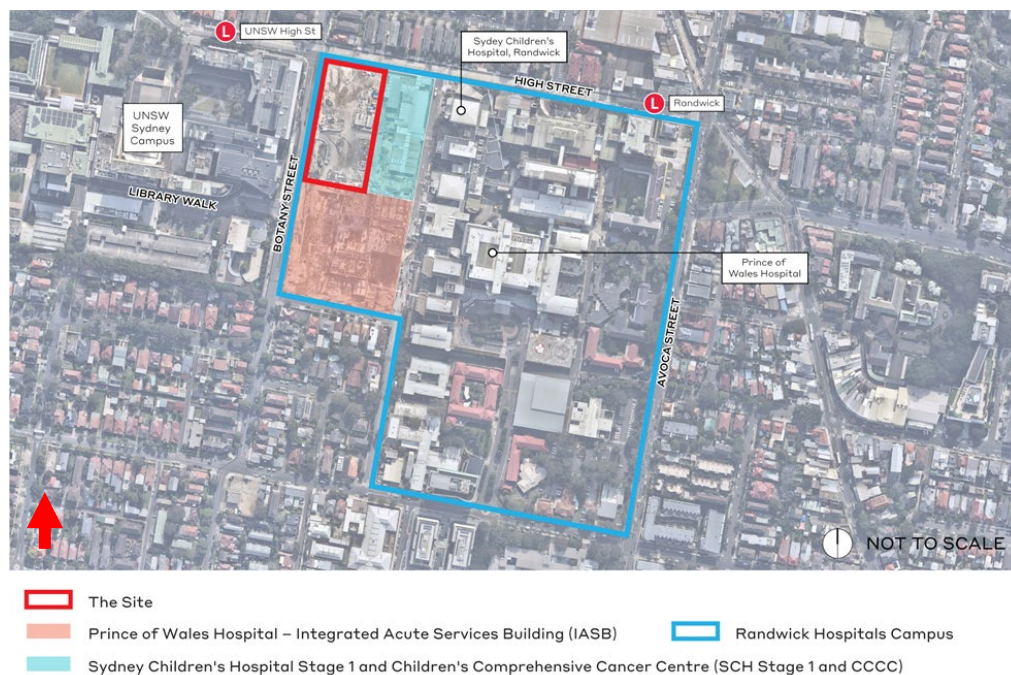 L UNSW High St
Sydey Children's
Hospital, Randwick
HIGH STREET
L Randwick
UNSW
Sydney
Campus
LIBRARY WALK
BOTANY STREET
Prince of
Wales Hospital
AVOCA STREET
NOT TO SCALE
The Site
Prince of Wales Hospital – Integrated Acute Services Building (IASB)
Randwick Hospitals Campus
Sydney Children's Hospital Stage 1 and Children's Comprehensive Cancer Centre (SCH Stage 1 and CCCC)